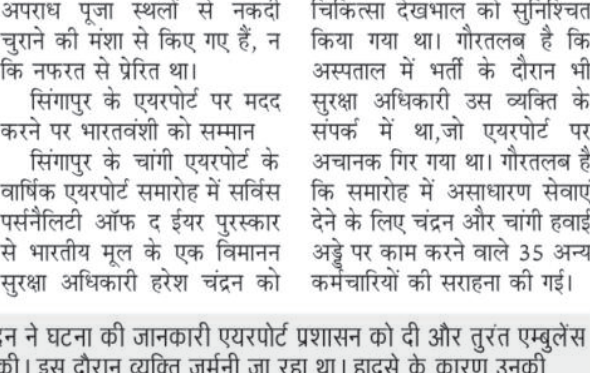 अपराध पूजा स्थलों से नकदी
चुराने की मंशा से किए गए हैं, न
कि नफरत से प्रेरित था।
सिंगापुर के एयरपोर्ट पर मदद
करने पर भारतवंशी को सम्मान
सिंगापुर के चांगी एयरपोर्ट के
वार्षिक एयरपोर्ट समारोह में सर्विस
पर्सनैलिटी ऑफ द ईयर पुरस्कार
से भारतीय मूल के एक विमानन
सुरक्षा अधिकारी हरेश चंद्रन को
चिकित्सा देखभाल को सुनिश्चित
किया गया था। गौरतलब है कि
अस्पताल में भर्ती के दौरान भी
सुरक्षा अधिकारी उस व्यक्ति के
संपर्क में था,जो एयरपोर्ट पर
अचानक गिर गया था। गौरतलब है
कि समारोह में असाधारण सेवाएं
देने के लिए चंद्रन और चांगी हवाई
अड्डे पर काम करने वाले 35 अन्य
कर्मचारियों की सराहना की गई।
ने घटना की जानकारी एयरपोर्ट प्रशासन को दी और तुरंत एम्बुलेंस
की। इस दौरान व्यक्ति जर्मनी जा रहा था। हादसे के कारण उनकी